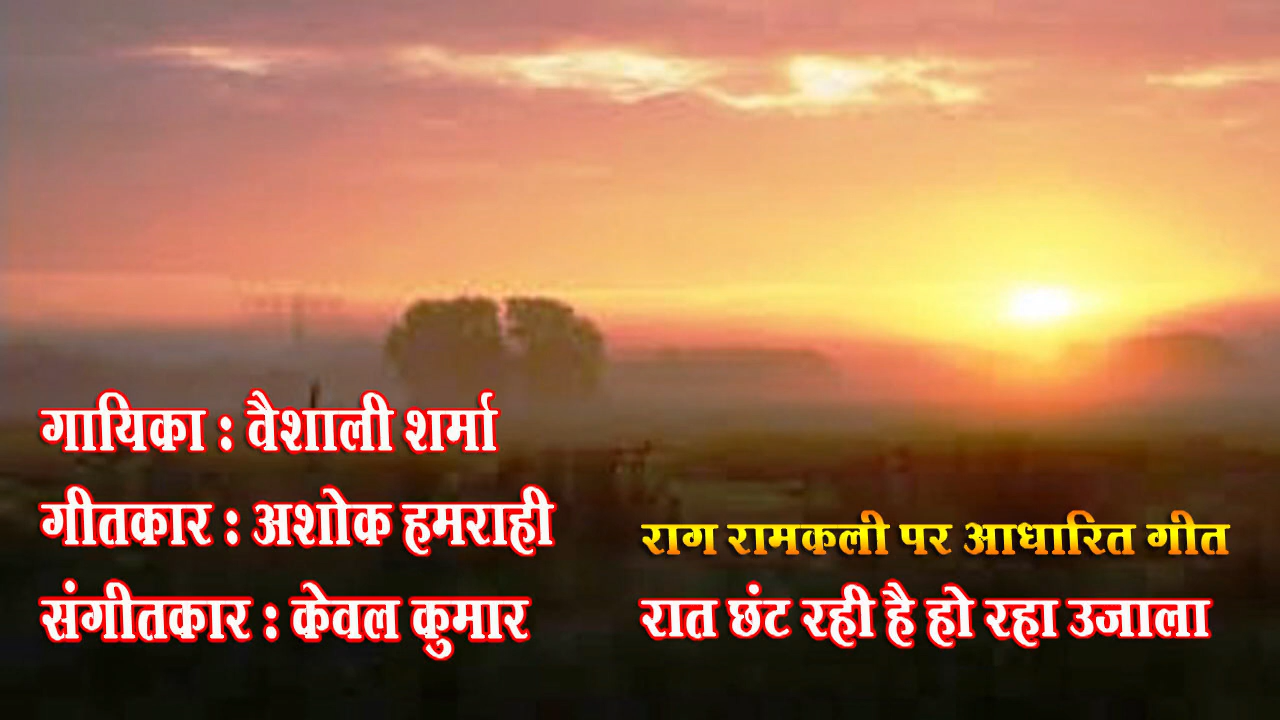 गायिका : वैशाली शर्मा
गीतकार : अशोक हमराही
संगीतकार : केवल कुमार
राग रामकली पर आधारित गीत
रात छंट रही है हो रहा उजाला